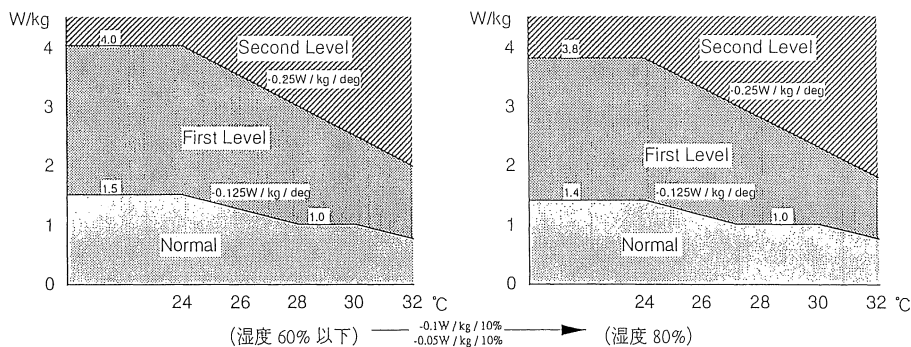 W/kg
4
3
2
1
0
4.0
Second Level
-0.25W / kg / deg
First Level
1.5
-0.125W / kg / deg
1.0
Normal
24 26 28 30 32 °C
(湿度 60% 以下)
-0.1W / kg / 10%
-0.05W / kg / 10%
W/kg
4
3
2
1
0
3.8
Second Level
-0.25W / kg / deg
First Level
1.4
-0.125W / kg / deg
1.0
Normal
24 26 28 30 32 °C
(湿度 80%)